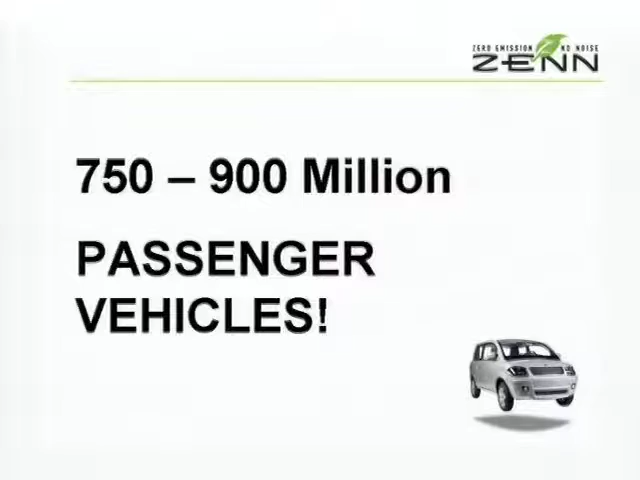 ZERO EMISSION NO NOISE
ZENN
750 – 900 Million
PASSENGER
VEHICLES!